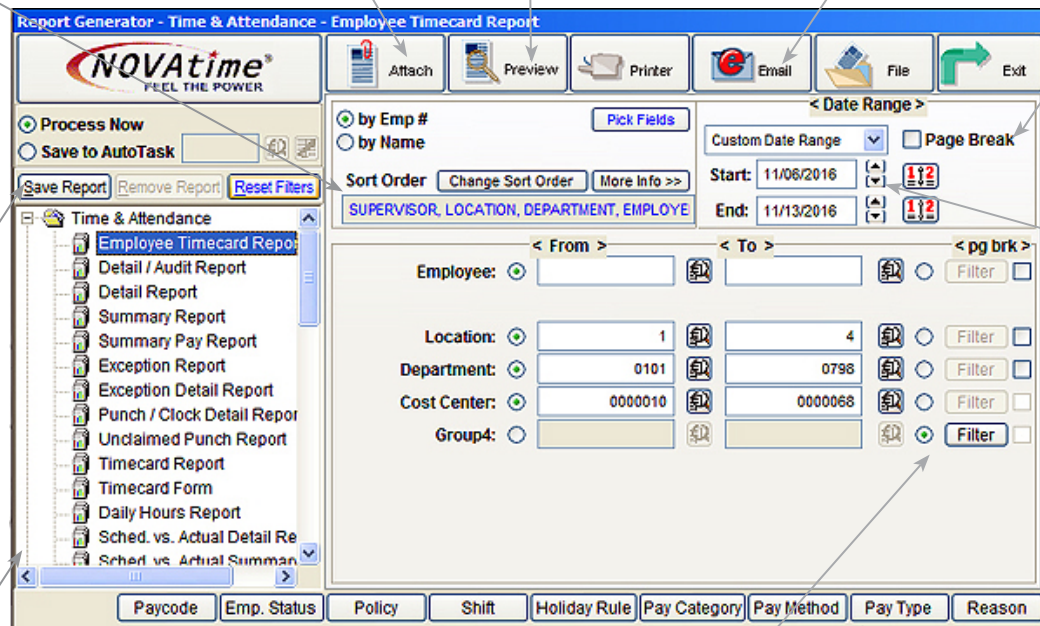 Report Generator - Time & Attendance - Employee Timecard Report
NOVAtime®
FEEL THE POWER
Attach
Preview
Printer
Email
File
Exit
Process Now
Save to AutoTask
by Emp #
by Name
Pick Fields
< Date Range >
Custom Date Range
Page Break
Save Report
Remove Report
Reset Filters
Sort Order
Change Sort Order
More Info >>
Start: 11/06/2016
SUPERVISOR, LOCATION, DEPARTMENT, EMPLOYE
End: 11/13/2016
Time & Attendance
Employee Timecard Repor
Detail / Audit Report
Detail Report
Summary Report
Summary Pay Report
Exception Report
Exception Detail Report
Punch / Clock Detail Repor
Unclaimed Punch Report
Timecard Report
Timecard Form
Daily Hours Report
Sched. vs. Actual Detail Re
Sched. vs. Actual Summar
< From >
< To >
< pg brk >
Employee: Filter
Location: 1 4 Filter
Department: 0101 0798 Filter
Cost Center: 0000010 0000068 Filter
Group4: Filter
Paycode
Emp. Status
Policy
Shift
Holiday Rule
Pay Category
Pay Method
Pay Type
Reason